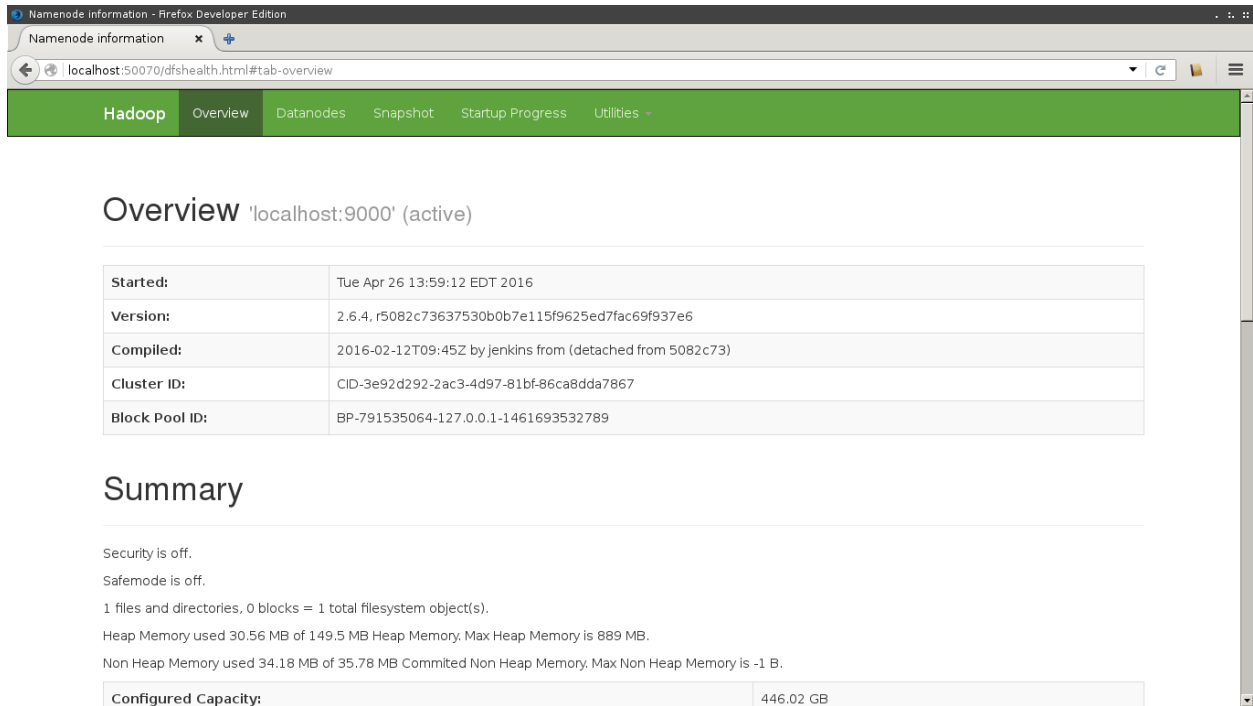 Namenode information - Firefox Developer Edition
Namenode information
localhost:50070/dfshealth.html#tab-overview
Hadoop Overview Datanodes Snapshot Startup Progress Utilities
Overview 'localhost:9000' (active)
Started: Tue Apr 26 13:59:12 EDT 2016
Version: 2.6.4, r5082c73637530b0b7e115f9625ed7fac69f937e6
Compiled: 2016-02-12T09:45Z by jenkins from (detached from 5082c73)
Cluster ID: CID-3e92d292-2ac3-4d97-81bf-86ca8dda7867
Block Pool ID: BP-791535064-127.0.0.1-1461693532789
Summary
Security is off.
Safemode is off.
1 files and directories, 0 blocks = 1 total filesystem object(s).
Heap Memory used 30.56 MB of 149.5 MB Heap Memory. Max Heap Memory is 889 MB.
Non Heap Memory used 34.18 MB of 35.78 MB Commited Non Heap Memory. Max Non Heap Memory is -1 B.
Configured Capacity: 446.02 GB